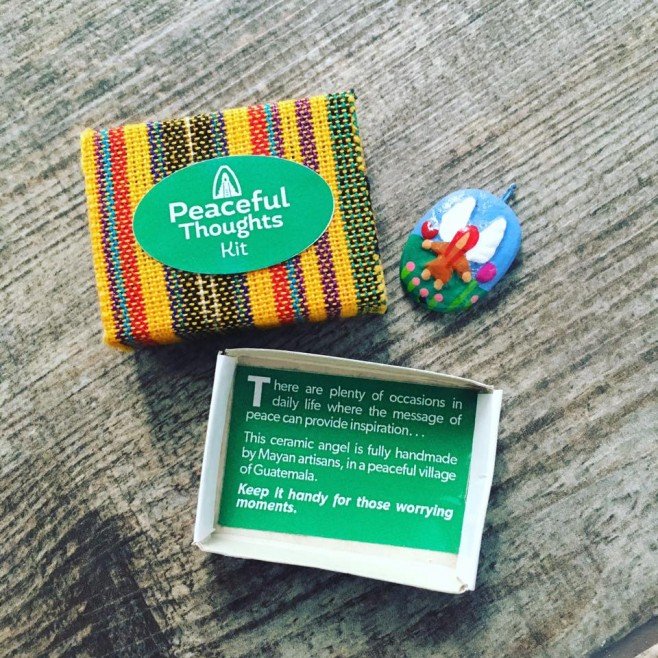 Peaceful
Thoughts
Kit
There are plenty of occasions in
daily life where the message of
peace can provide inspiration...
This ceramic angel is fully handmade
by Mayan artisans, in a peaceful village
of Guatemala.
Keep it handy for those worrying
moments.